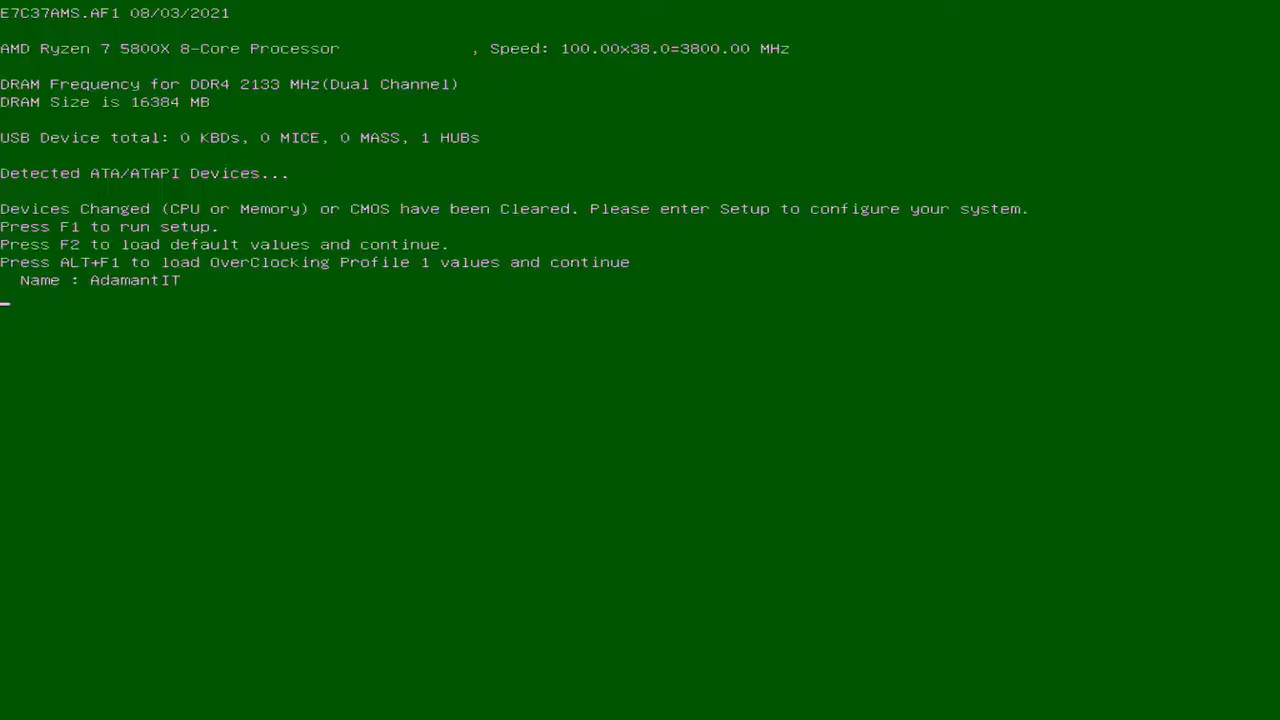 E7C37AMS.AF1 08/03/2021
AMD Ryzen 7 5800X 8-Core Processor , Speed: 100.00x38.0=3800.00 MHz
DRAM Frequency for DDR4 2133 MHz(Dual Channel)
DRAM Size is 16384 MB
USB Device total: 0 KBDs, 0 MICE, 0 MASS, 1 HUBs
Detected ATA/ATAPI Devices...
Devices Changed (CPU or Memory) or CMOS have been Cleared. Please enter Setup to configure your system.
Press F1 to run setup.
Press F2 to load default values and continue.
Press ALT+F1 to load OverClocking Profile 1 values and continue
Name : AdamantIT